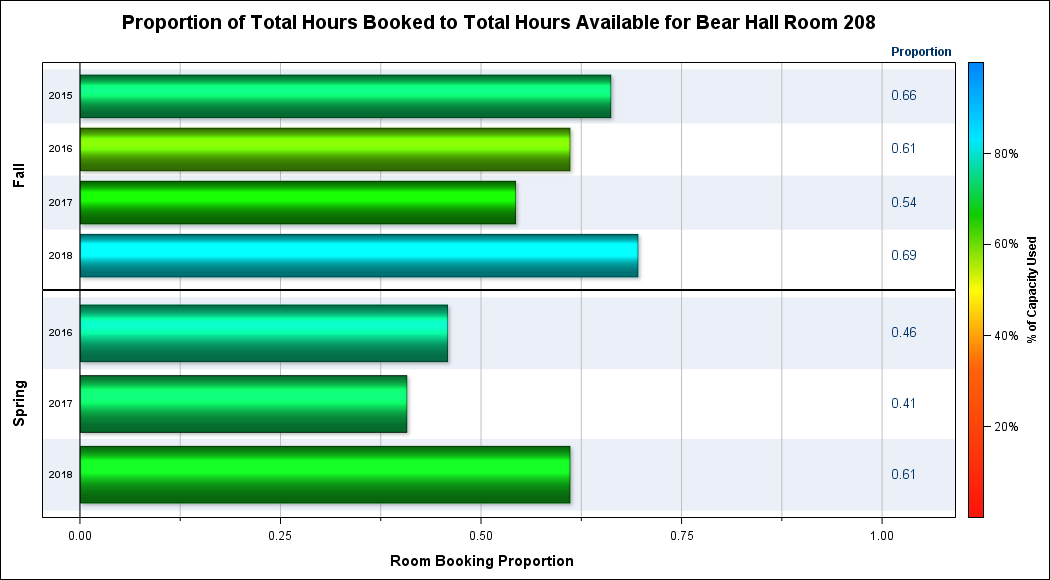 Proportion of Total Hours Booked to Total Hours Available for Bear Hall Room 208
Proportion
Fall
2015 0.66
2016 0.61
2017 0.54
2018 0.69
Spring
2016 0.46
2017 0.41
2018 0.61
0.00 0.25 0.50 0.75 1.00
Room Booking Proportion
80%
60%
40%
20%
% of Capacity Used